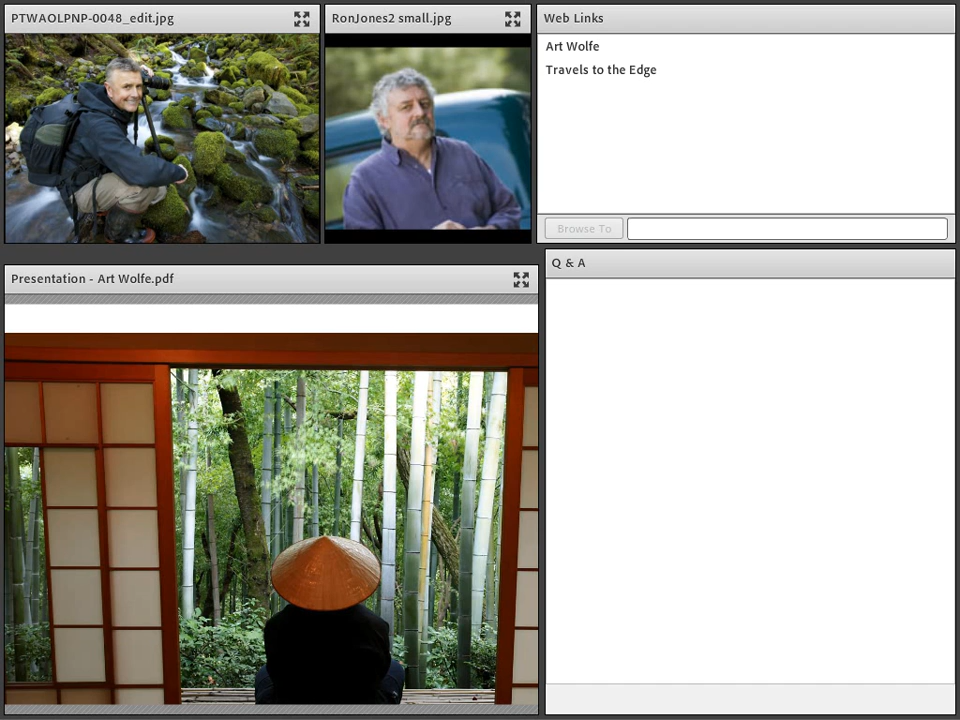 PTWAOLPNP-0048_edit.jpg
RonJones2 small.jpg
Web Links
Art Wolfe
Travels to the Edge
Browse To
Presentation - Art Wolfe.pdf
Q & A